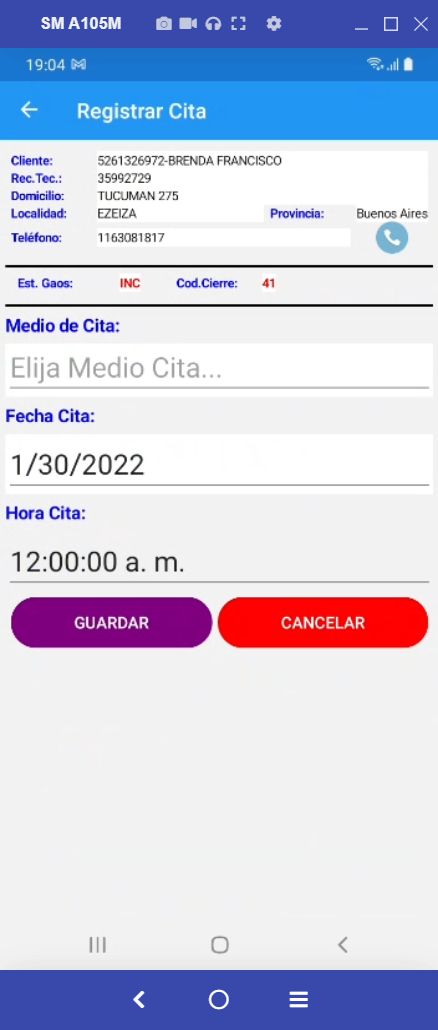 SM A105M
19:04
Registrar Cita
Cliente: 5261326972-BRENDA FRANCISCO
Rec.Tec.: 35992729
Domicilio: TUCUMAN 275
Localidad: EZEIZA Provincia: Buenos Aires
Teléfono: 1163081817
Est. Gaos: INC Cod.Cierre: 41
Medio de Cita:
Elija Medio Cita...
Fecha Cita:
1/30/2022
Hora Cita:
12:00:00 a. m.
GUARDAR CANCELAR